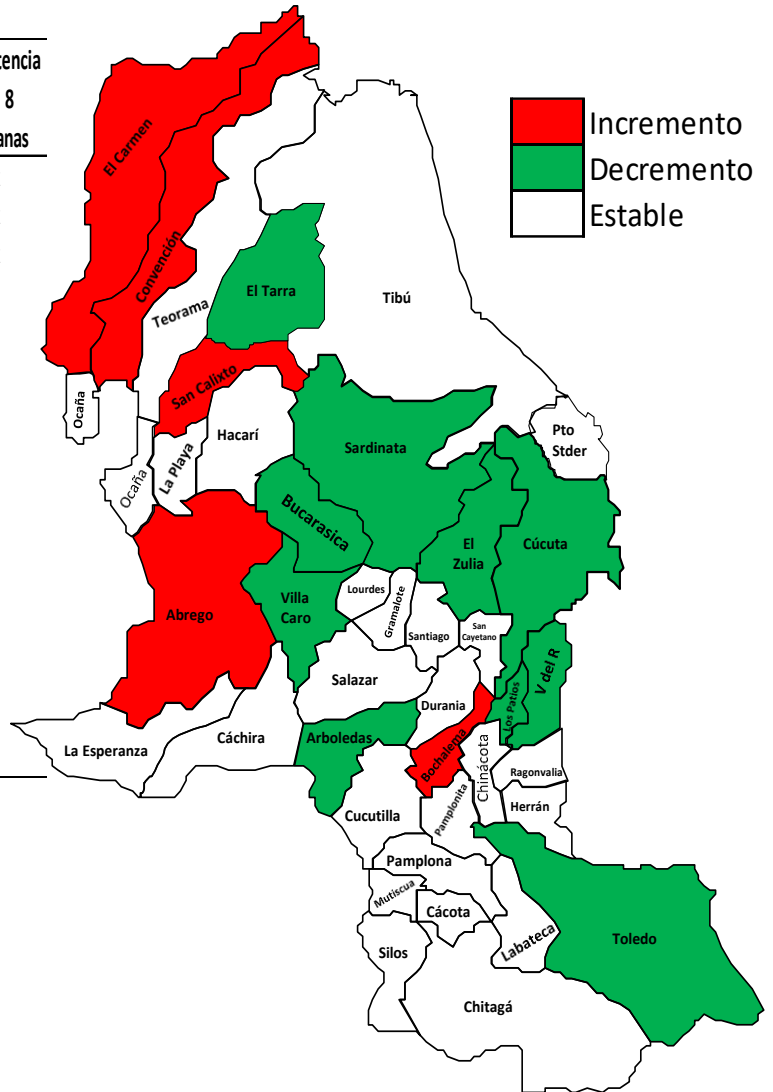 8
Incremento
Decremento
Estable
El Carmen
Convención
Teorama
El Tarra
Tibú
San Calixto
Ocaña
Hacarí
La Playa
Ocaña
Sardinata
Pto
Stder
Bucarasica
El
Zulia
Cúcuta
Abrego
Villa
Caro
Lourdes
Gramalote
Santiago
San
Cayetano
Salazar
Durania
Los Patios
V del R
La Esperanza
Cáchira
Arboledas
Bochalema
Chinácota
Ragonvalia
Herrán
Cucutilla
Pamplonita
Pamplona
Mutiscua
Cácota
Labateca
Toledo
Silos
Chitagá